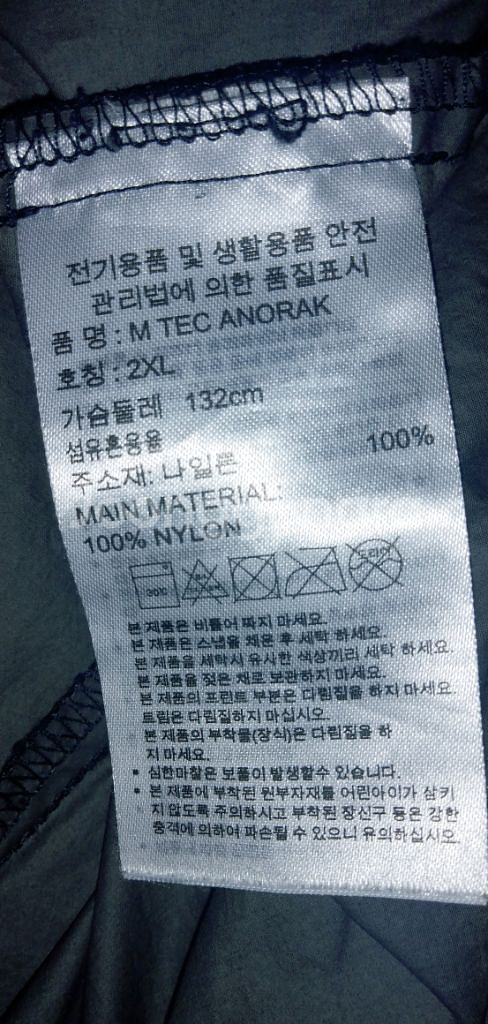 전기용품 및 생활용품 안전
관리법에 의한 품질표시
품 명 : M TEC ANORAK
호칭 : 2XL
가슴둘레 132cm
섬유혼용율
주소재: 나일론 100%
MAIN MATERIAL:
100% NYLON
30℃
드라이
본 제품은 비틀어 짜지 마세요.
본 제품은 스냅을 채운 후 세탁 하세요.
본 제품을 세탁시 유사한 색상끼리 세탁 하세요.
본 제품을 젖은 채로 보관하지 마세요.
본 제품의 프린트 부분은 다림질을 하지 마세요.
트림은 다림질하지 마십시오.
본 제품의 부착물(장식)은 다림질을 하
지 마세요.
• 심한마찰은 보풀이 발생할수 있습니다.
• 본 제품에 부착된 원부자재를 어린아이가 삼키
지 않도록 주의하시고 부착된 장신구 등은 강한
충격에 의하여 파손될 수 있으니 유의하십시오.